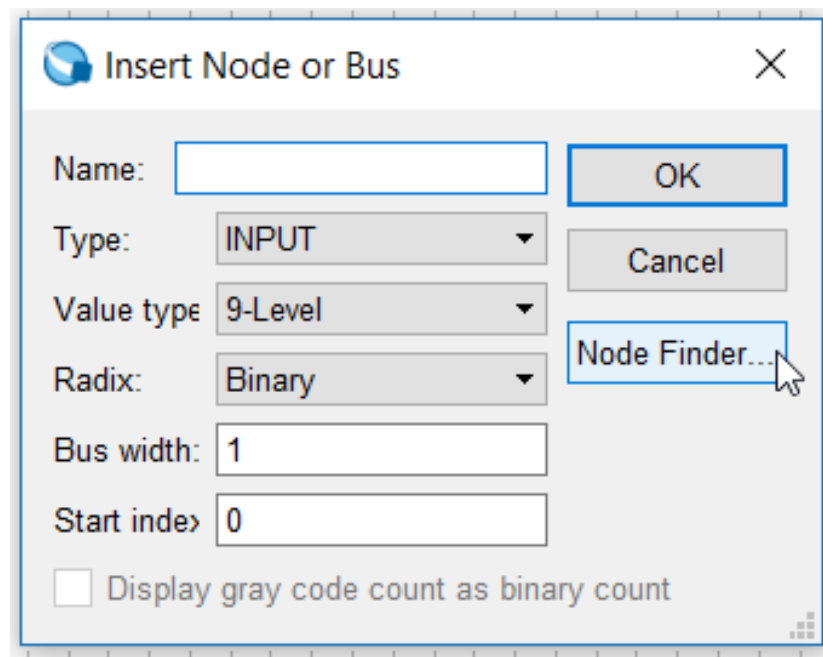 Insert Node or Bus
Name:
OK
Type: INPUT
Cancel
Value type 9-Level
Node Finder...
Radix: Binary
Bus width: 1
Start index 0
Display gray code count as binary count